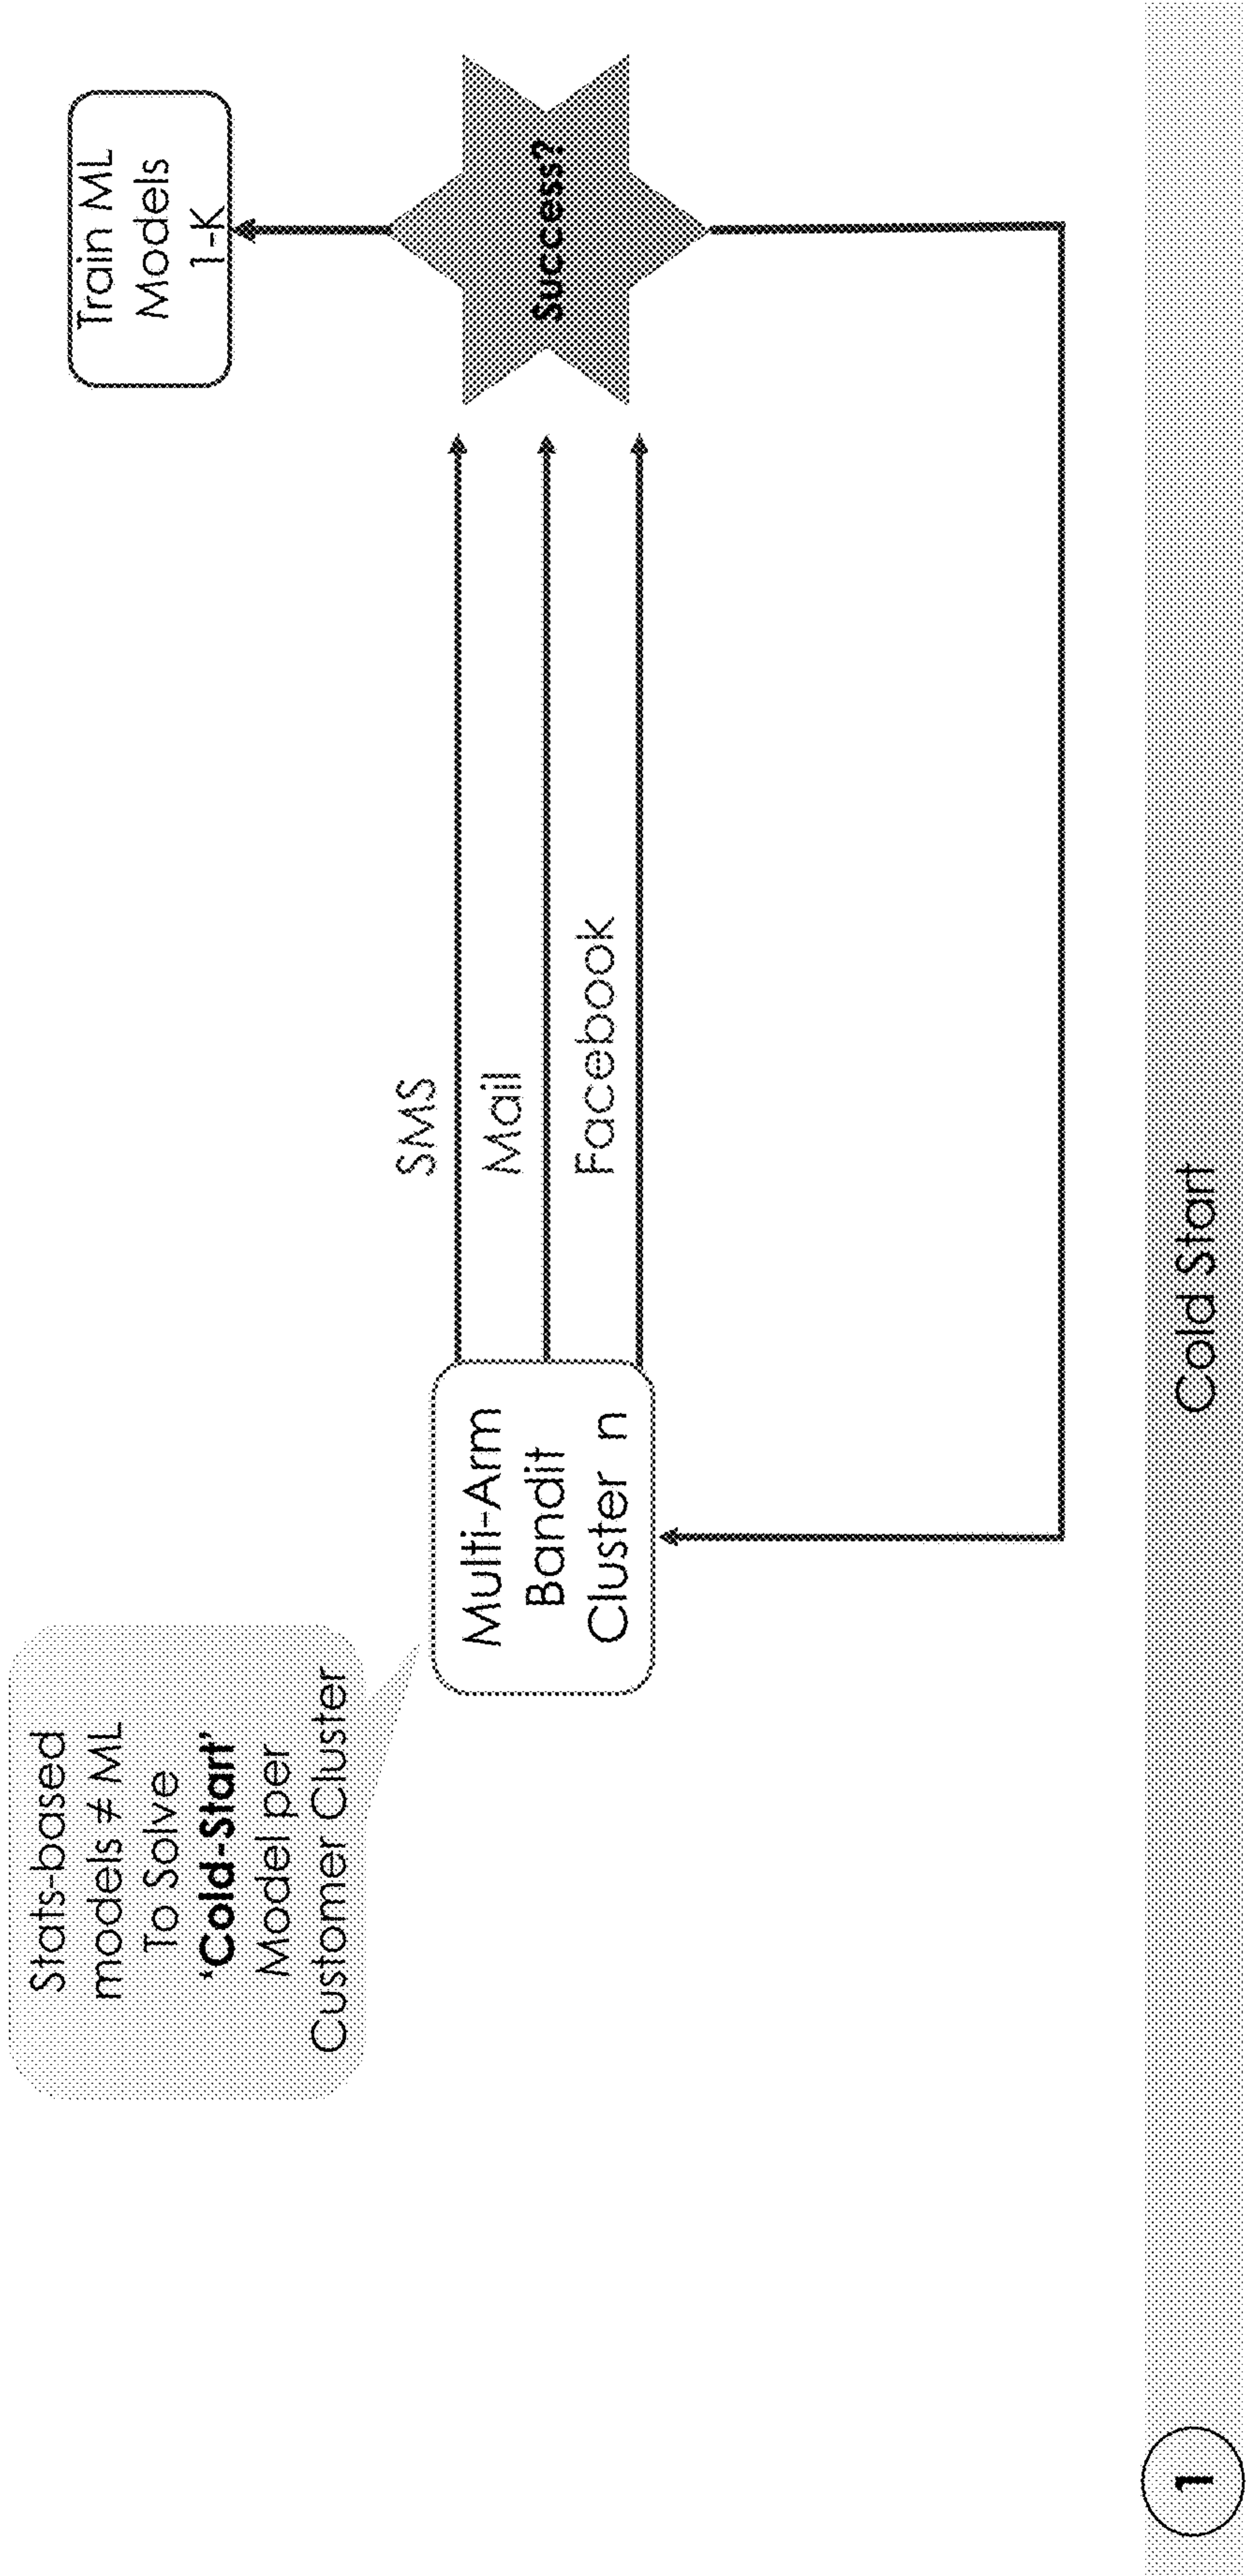 Stats-based
models ≠ ML
To Solve
‘Cold-Start’
Model per
Customer Cluster
Multi-Arm
Bandit
Cluster n
SMS
Mail
Facebook
Success?
Train ML
Models
1-K
1
Cold Start